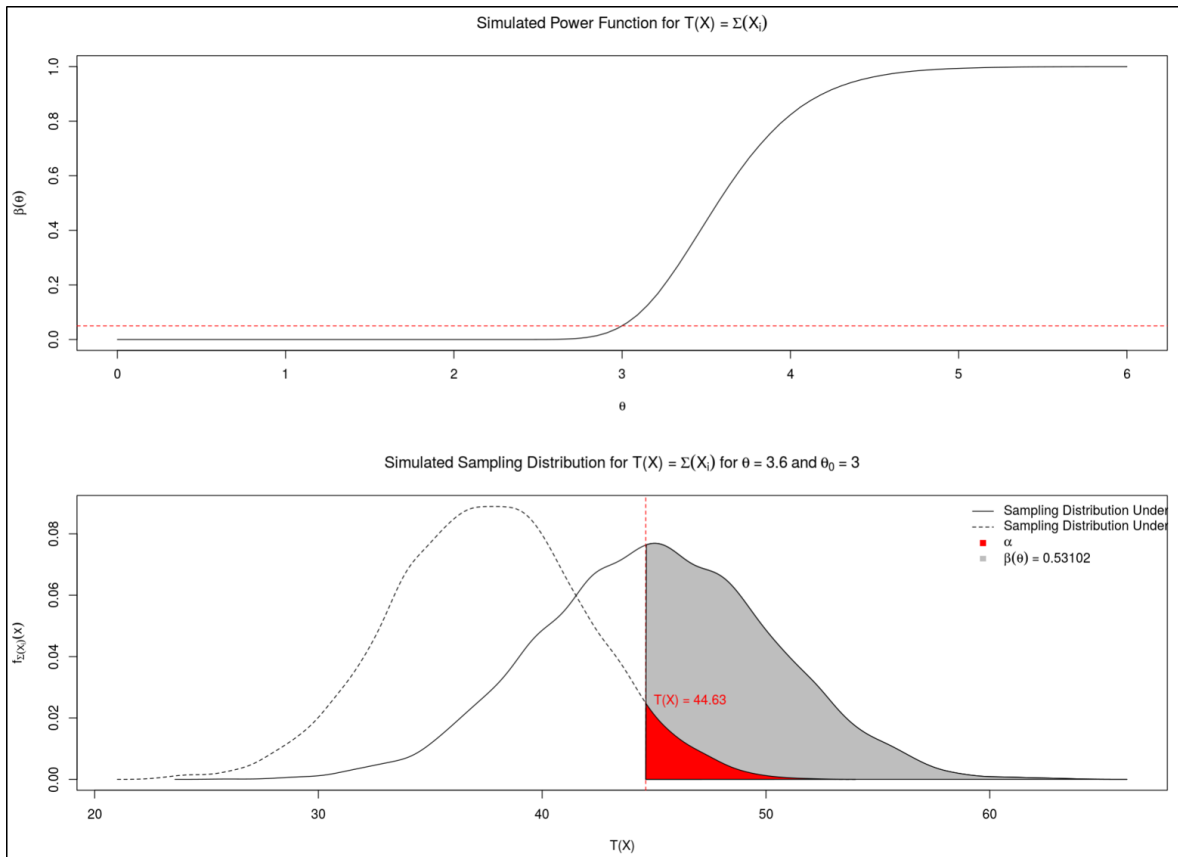 Simulated Power Function for T(X) = Σ(Xᵢ)
1.0
0.8
0.6
0.4
0.2
0.0
β(θ)
0 1 2 3 4 5 6
θ
Simulated Sampling Distribution for T(X) = Σ(Xᵢ) for θ = 3.6 and θ₀ = 3
Sampling Distribution Under
Sampling Distribution Under
α
β(θ) = 0.53102
0.08
0.06
0.04
0.02
0.00
f_Σ(Xᵢ)(x)
T(X) = 44.63
20 30 40 50 60
T(X)